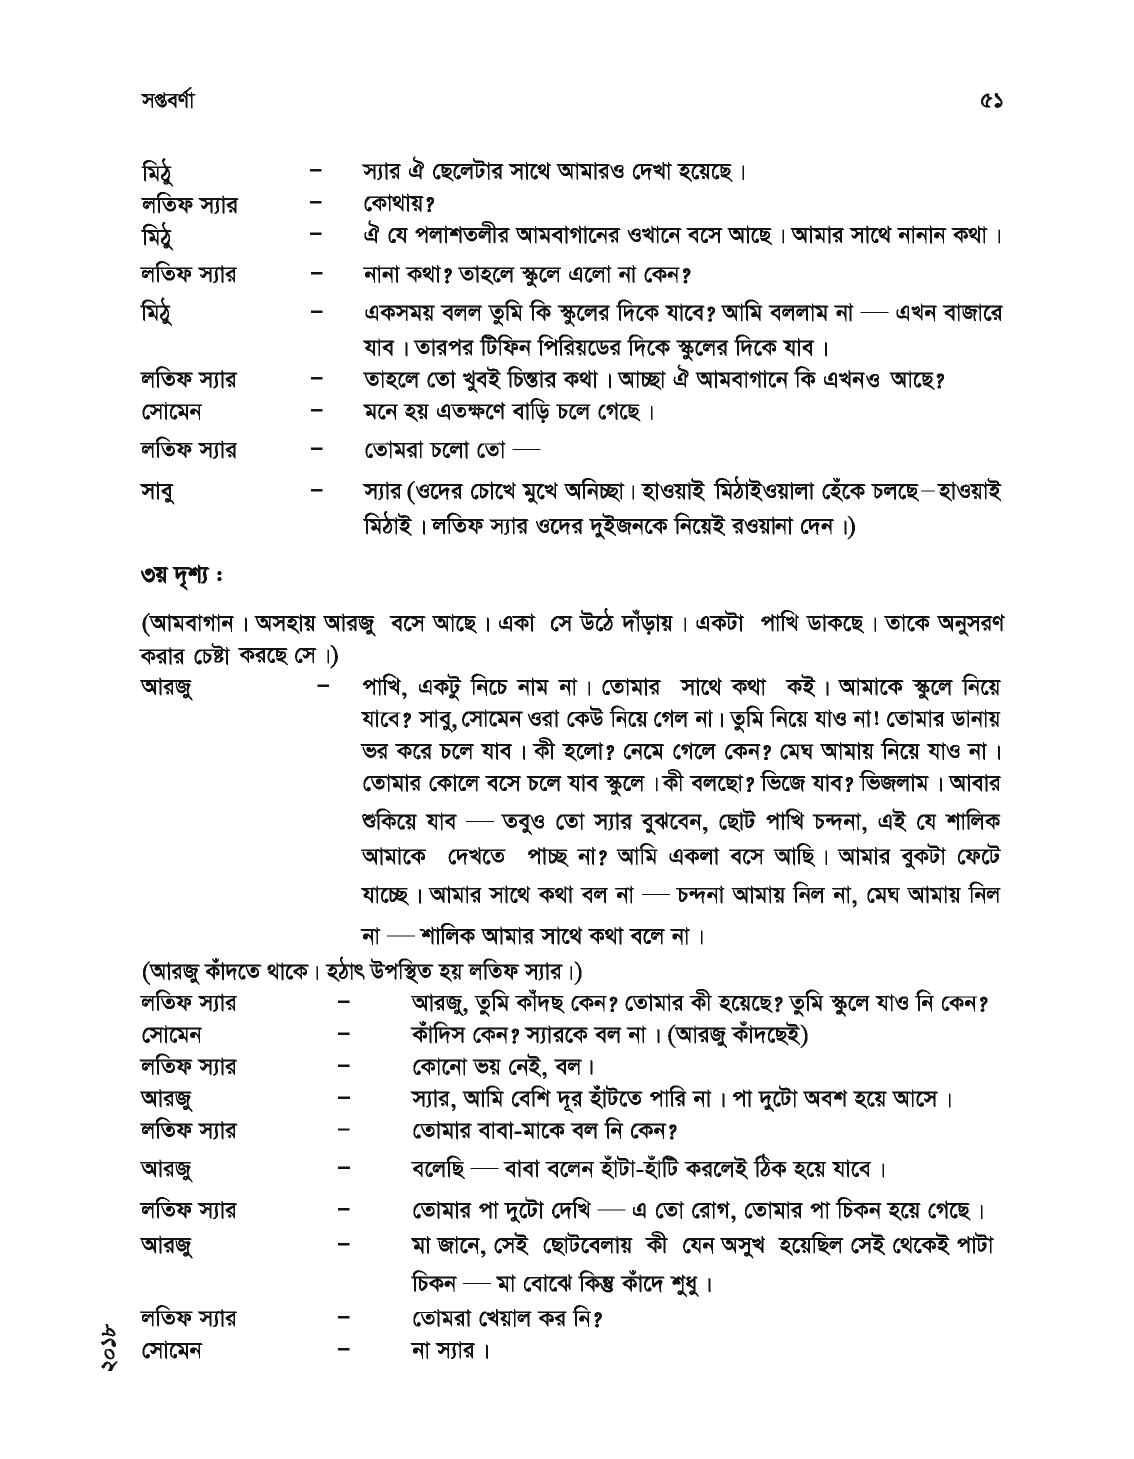 সপ্তবর্ণা ৫১
মিঠু – স্যার ঐ ছেলেটার সাথে আমারও দেখা হয়েছে।
লতিফ স্যার – কোথায়?
মিঠু – ঐ যে পলাশতলীর আমবাগানের ওখানে বসে আছে। আমার সাথে নানান কথা।
লতিফ স্যার – নানা কথা? তাহলে স্কুলে এলো না কেন?
মিঠু – একসময় বলল তুমি কি স্কুলের দিকে যাবে? আমি বললাম না — এখন বাজারে
যাব। তারপর টিফিন পিরিয়ডের দিকে স্কুলের দিকে যাব।
লতিফ স্যার – তাহলে তো খুবই চিন্তার কথা। আচ্ছা ঐ আমবাগানে কি এখনও আছে?
সোমেন – মনে হয় এতক্ষণে বাড়ি চলে গেছে।
লতিফ স্যার – তোমরা চলো তো —
সাবু – স্যার (ওদের চোখে মুখে অনিচ্ছা। হাওয়াই মিঠাইওয়ালা হেঁকে চলছে–হাওয়াই
মিঠাই। লতিফ স্যার ওদের দুইজনকে নিয়েই রওয়ানা দেন।)
৩য় দৃশ্য :
(আমবাগান। অসহায় আরজু বসে আছে। একা সে উঠে দাঁড়ায়। একটা পাখি ডাকছে। তাকে অনুসরণ
করার চেষ্টা করছে সে।)
আরজু – পাখি, একটু নিচে নাম না। তোমার সাথে কথা কই। আমাকে স্কুলে নিয়ে
যাবে? সাবু, সোমেন ওরা কেউ নিয়ে গেল না। তুমি নিয়ে যাও না! তোমার ডানায়
ভর করে চলে যাব। কী হলো? নেমে গেলে কেন? মেঘ আমায় নিয়ে যাও না।
তোমার কোলে বসে চলে যাব স্কুলে। কী বলছো? ভিজে যাব? ভিজলাম। আবার
শুকিয়ে যাব — তবুও তো স্যার বুঝবেন, ছোট পাখি চন্দনা, এই যে শালিক
আমাকে দেখতে পাচ্ছ না? আমি একলা বসে আছি। আমার বুকটা ফেটে
যাচ্ছে। আমার সাথে কথা বল না — চন্দনা আমায় নিল না, মেঘ আমায় নিল
না — শালিক আমার সাথে কথা বলে না।
(আরজু কাঁদতে থাকে। হঠাৎ উপস্থিত হয় লতিফ স্যার।)
লতিফ স্যার – আরজু, তুমি কাঁদছ কেন? তোমার কী হয়েছে? তুমি স্কুলে যাও নি কেন?
সোমেন – কাঁদিস কেন? স্যারকে বল না। (আরজু কাঁদছেই)
লতিফ স্যার – কোনো ভয় নেই, বল।
আরজু – স্যার, আমি বেশি দূর হাঁটতে পারি না। পা দুটো অবশ হয়ে আসে।
লতিফ স্যার – তোমার বাবা-মাকে বল নি কেন?
আরজু – বলেছি — বাবা বলেন হাঁটা-হাঁটি করলেই ঠিক হয়ে যাবে।
লতিফ স্যার – তোমার পা দুটো দেখি — এ তো রোগ, তোমার পা চিকন হয়ে গেছে।
আরজু – মা জানে, সেই ছোটবেলায় কী যেন অসুখ হয়েছিল সেই থেকেই পাটা
চিকন — মা বোঝে কিন্তু কাঁদে শুধু।
লতিফ স্যার – তোমরা খেয়াল কর নি?
সোমেন – না স্যার।
২০১৮